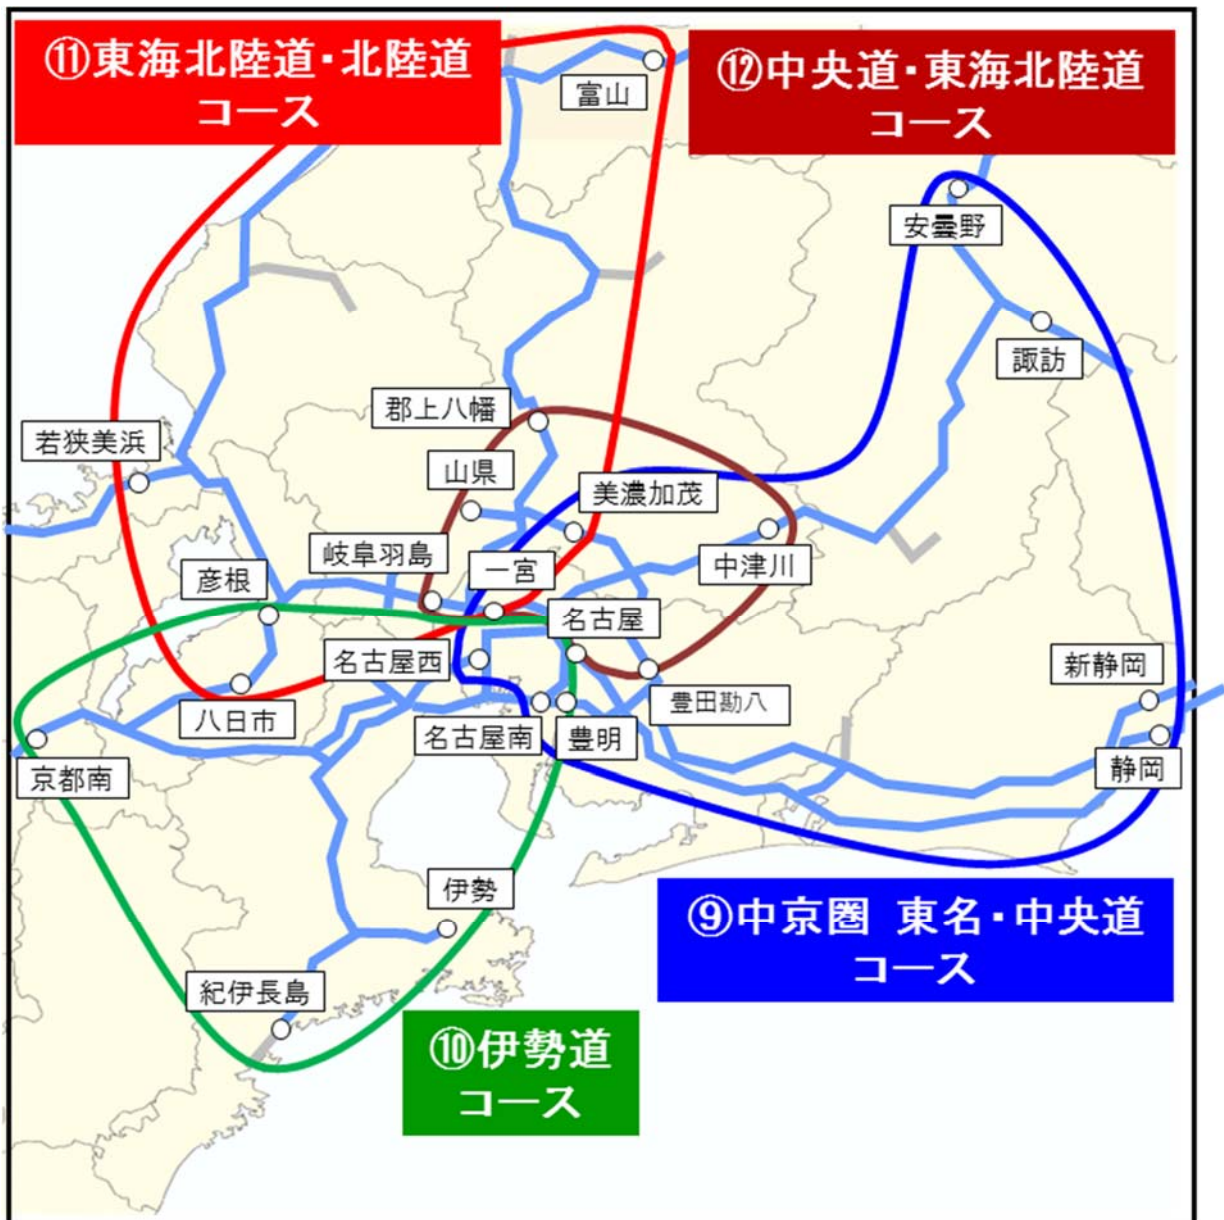 ⑪東海北陸道・北陸道
コース
富山
⑫中央道・東海北陸道
コース
安曇野
諏訪
郡上八幡
若狭美浜
山県
美濃加茂
岐阜羽島
一宮
中津川
彦根
名古屋
名古屋西
新静岡
八日市
名古屋南
豊明
豊田勘八
京都南
静岡
伊勢
⑨中京圏 東名・中央道
コース
紀伊長島
⑩伊勢道
コース